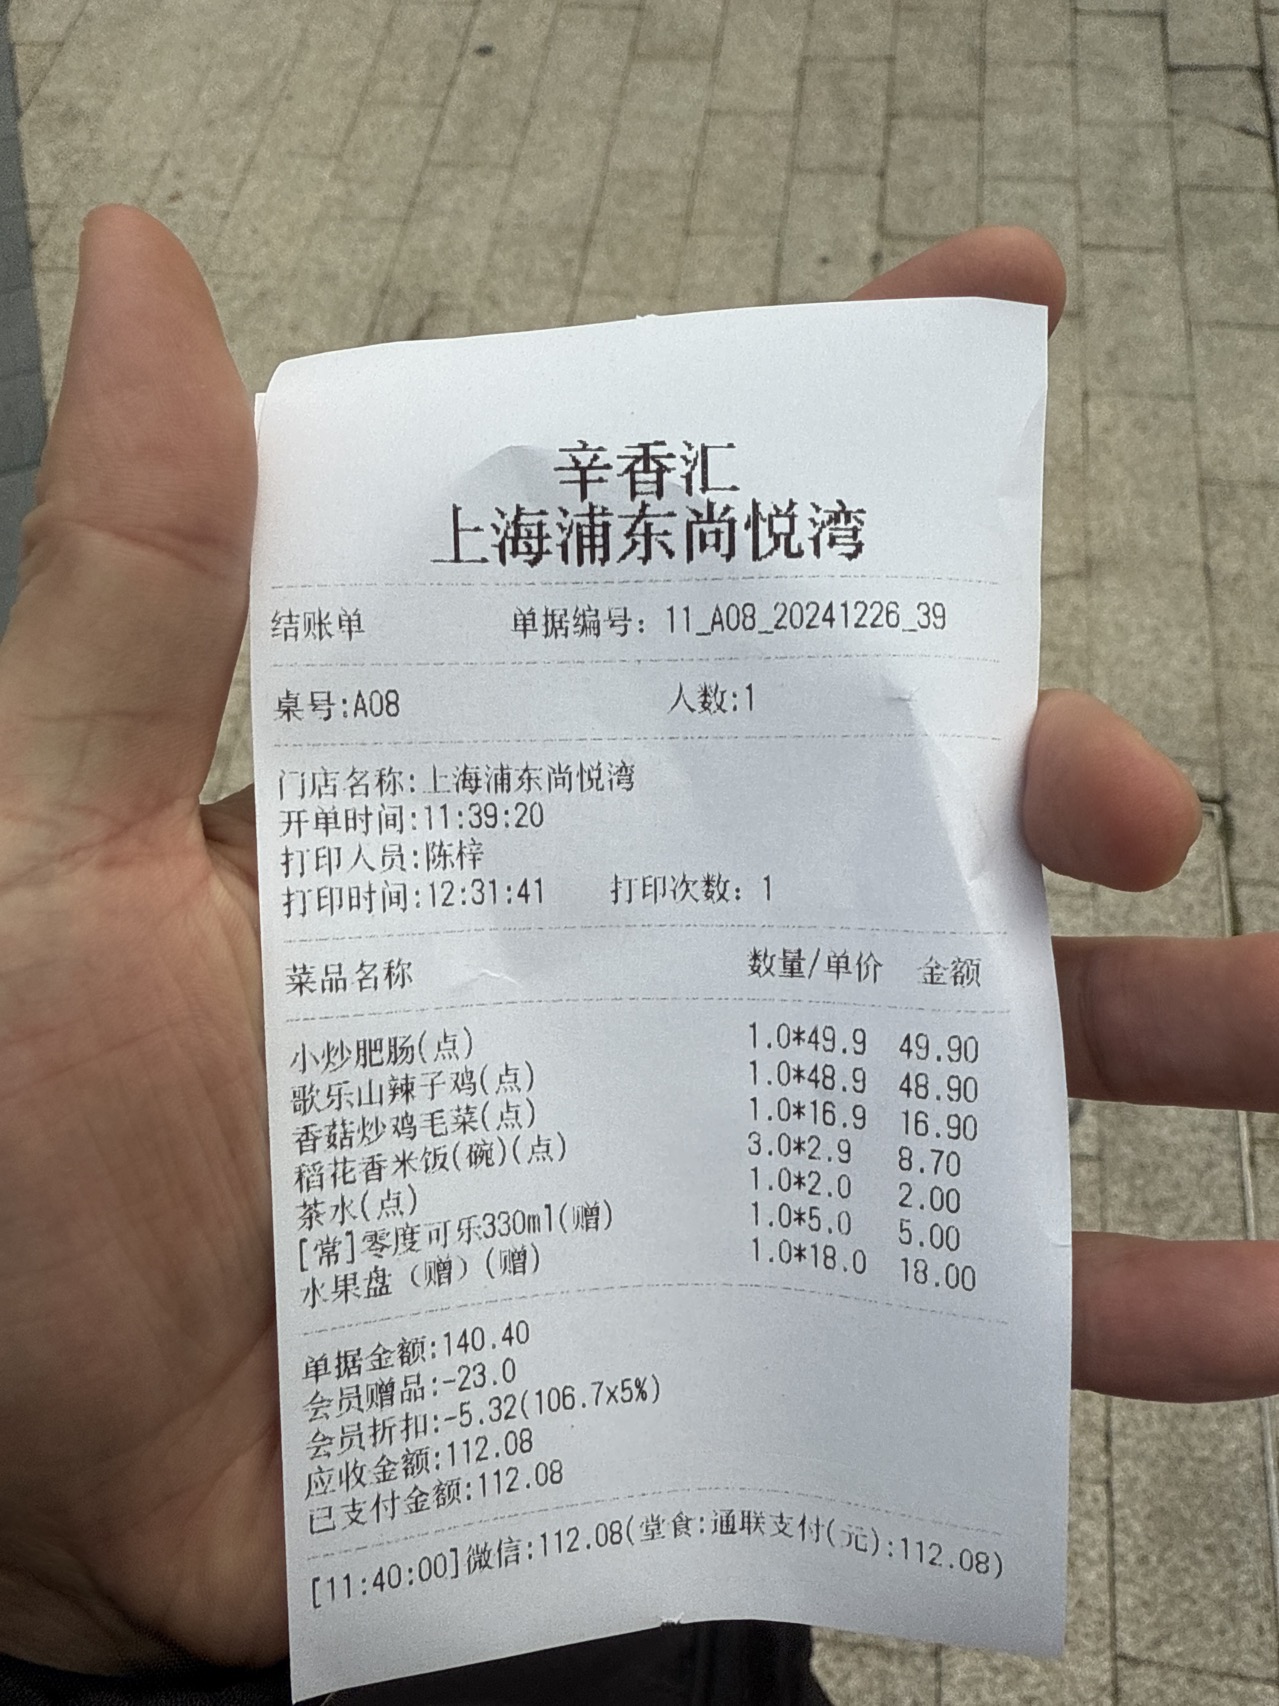 辛香汇
上海浦东尚悦湾
结账单 单据编号：11_A08_20241226_39
桌号:A08 人数:1
门店名称:上海浦东尚悦湾
开单时间:11:39:20
打印人员:陈梓
打印时间:12:31:41 打印次数：1
菜品名称 数量/单价 金额
小炒肥肠(点) 1.0*49.9 49.90
歌乐山辣子鸡(点) 1.0*48.9 48.90
香菇炒鸡毛菜(点) 1.0*16.9 16.90
稻花香米饭(碗)(点) 3.0*2.9 8.70
茶水(点) 1.0*2.0 2.00
[常]零度可乐330ml(赠) 1.0*5.0 5.00
水果盘（赠）(赠) 1.0*18.0 18.00
单据金额:140.40
会员赠品:-23.0
会员折扣:-5.32(106.7x5%)
应收金额:112.08
已支付金额:112.08
[11:40:00]微信:112.08(堂食:通联支付(元):112.08)